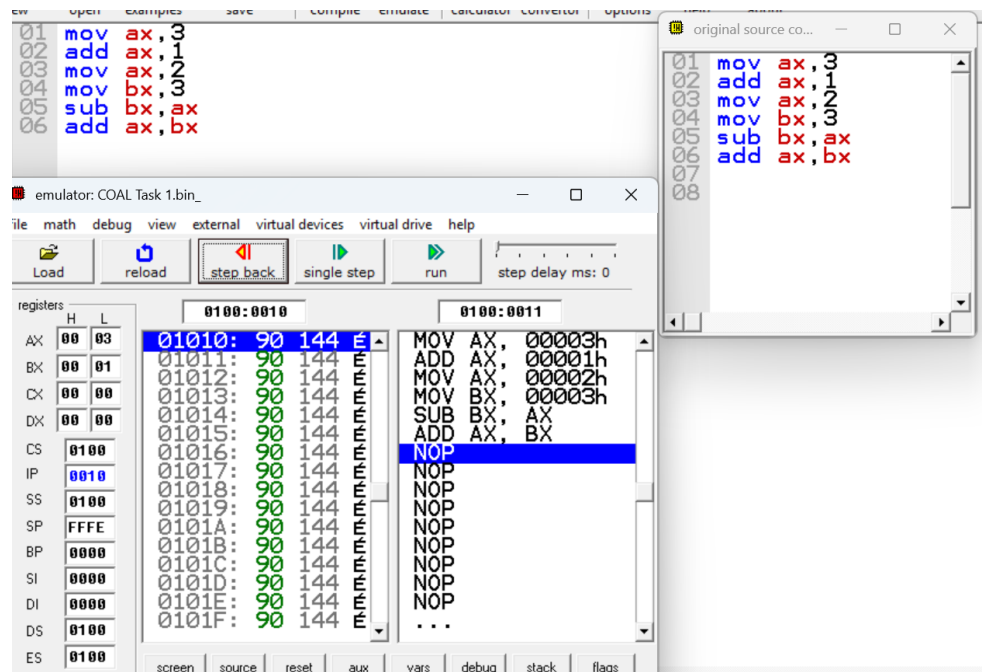 open examples save compile emulate calculator convertor options help about
01 mov ax,3
02 add ax,1
03 mov ax,2
04 mov bx,3
05 sub bx,ax
06 add ax,bx
original source co...
01 mov ax,3
02 add ax,1
03 mov ax,2
04 mov bx,3
05 sub bx,ax
06 add ax,bx
07
08
emulator: COAL Task 1.bin_
file math debug view external virtual devices virtual drive help
Load reload step back single step run step delay ms: 0
registers
H L
AX 00 03
BX 00 01
CX 00 00
DX 00 00
CS 0100
IP 0010
SS 0100
SP FFFE
BP 0000
SI 0000
DI 0000
DS 0100
ES 0100
0100:0010
01010: 90 144 É
01011: 90 144 É
01012: 90 144 É
01013: 90 144 É
01014: 90 144 É
01015: 90 144 É
01016: 90 144 É
01017: 90 144 É
01018: 90 144 É
01019: 90 144 É
0101A: 90 144 É
0101B: 90 144 É
0101C: 90 144 É
0101D: 90 144 É
0101E: 90 144 É
0101F: 90 144 É
0100:0011
MOV AX, 00003h
ADD AX, 00001h
MOV AX, 00002h
MOV BX, 00003h
SUB BX, AX
ADD AX, BX
NOP
NOP
NOP
NOP
NOP
NOP
NOP
NOP
NOP
...
screen source reset aux vars debug stack flags